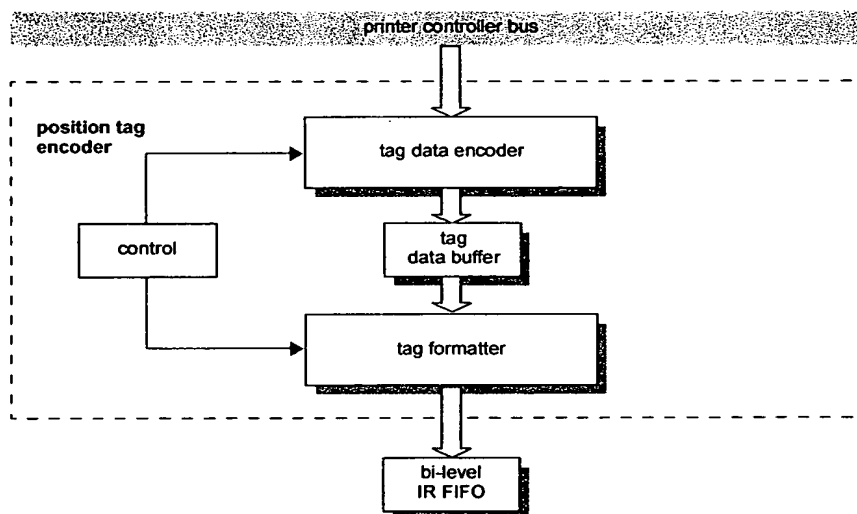 printer controller bus
position tag
encoder
tag data encoder
control
tag
data buffer
tag formatter
bi-level
IR FIFO